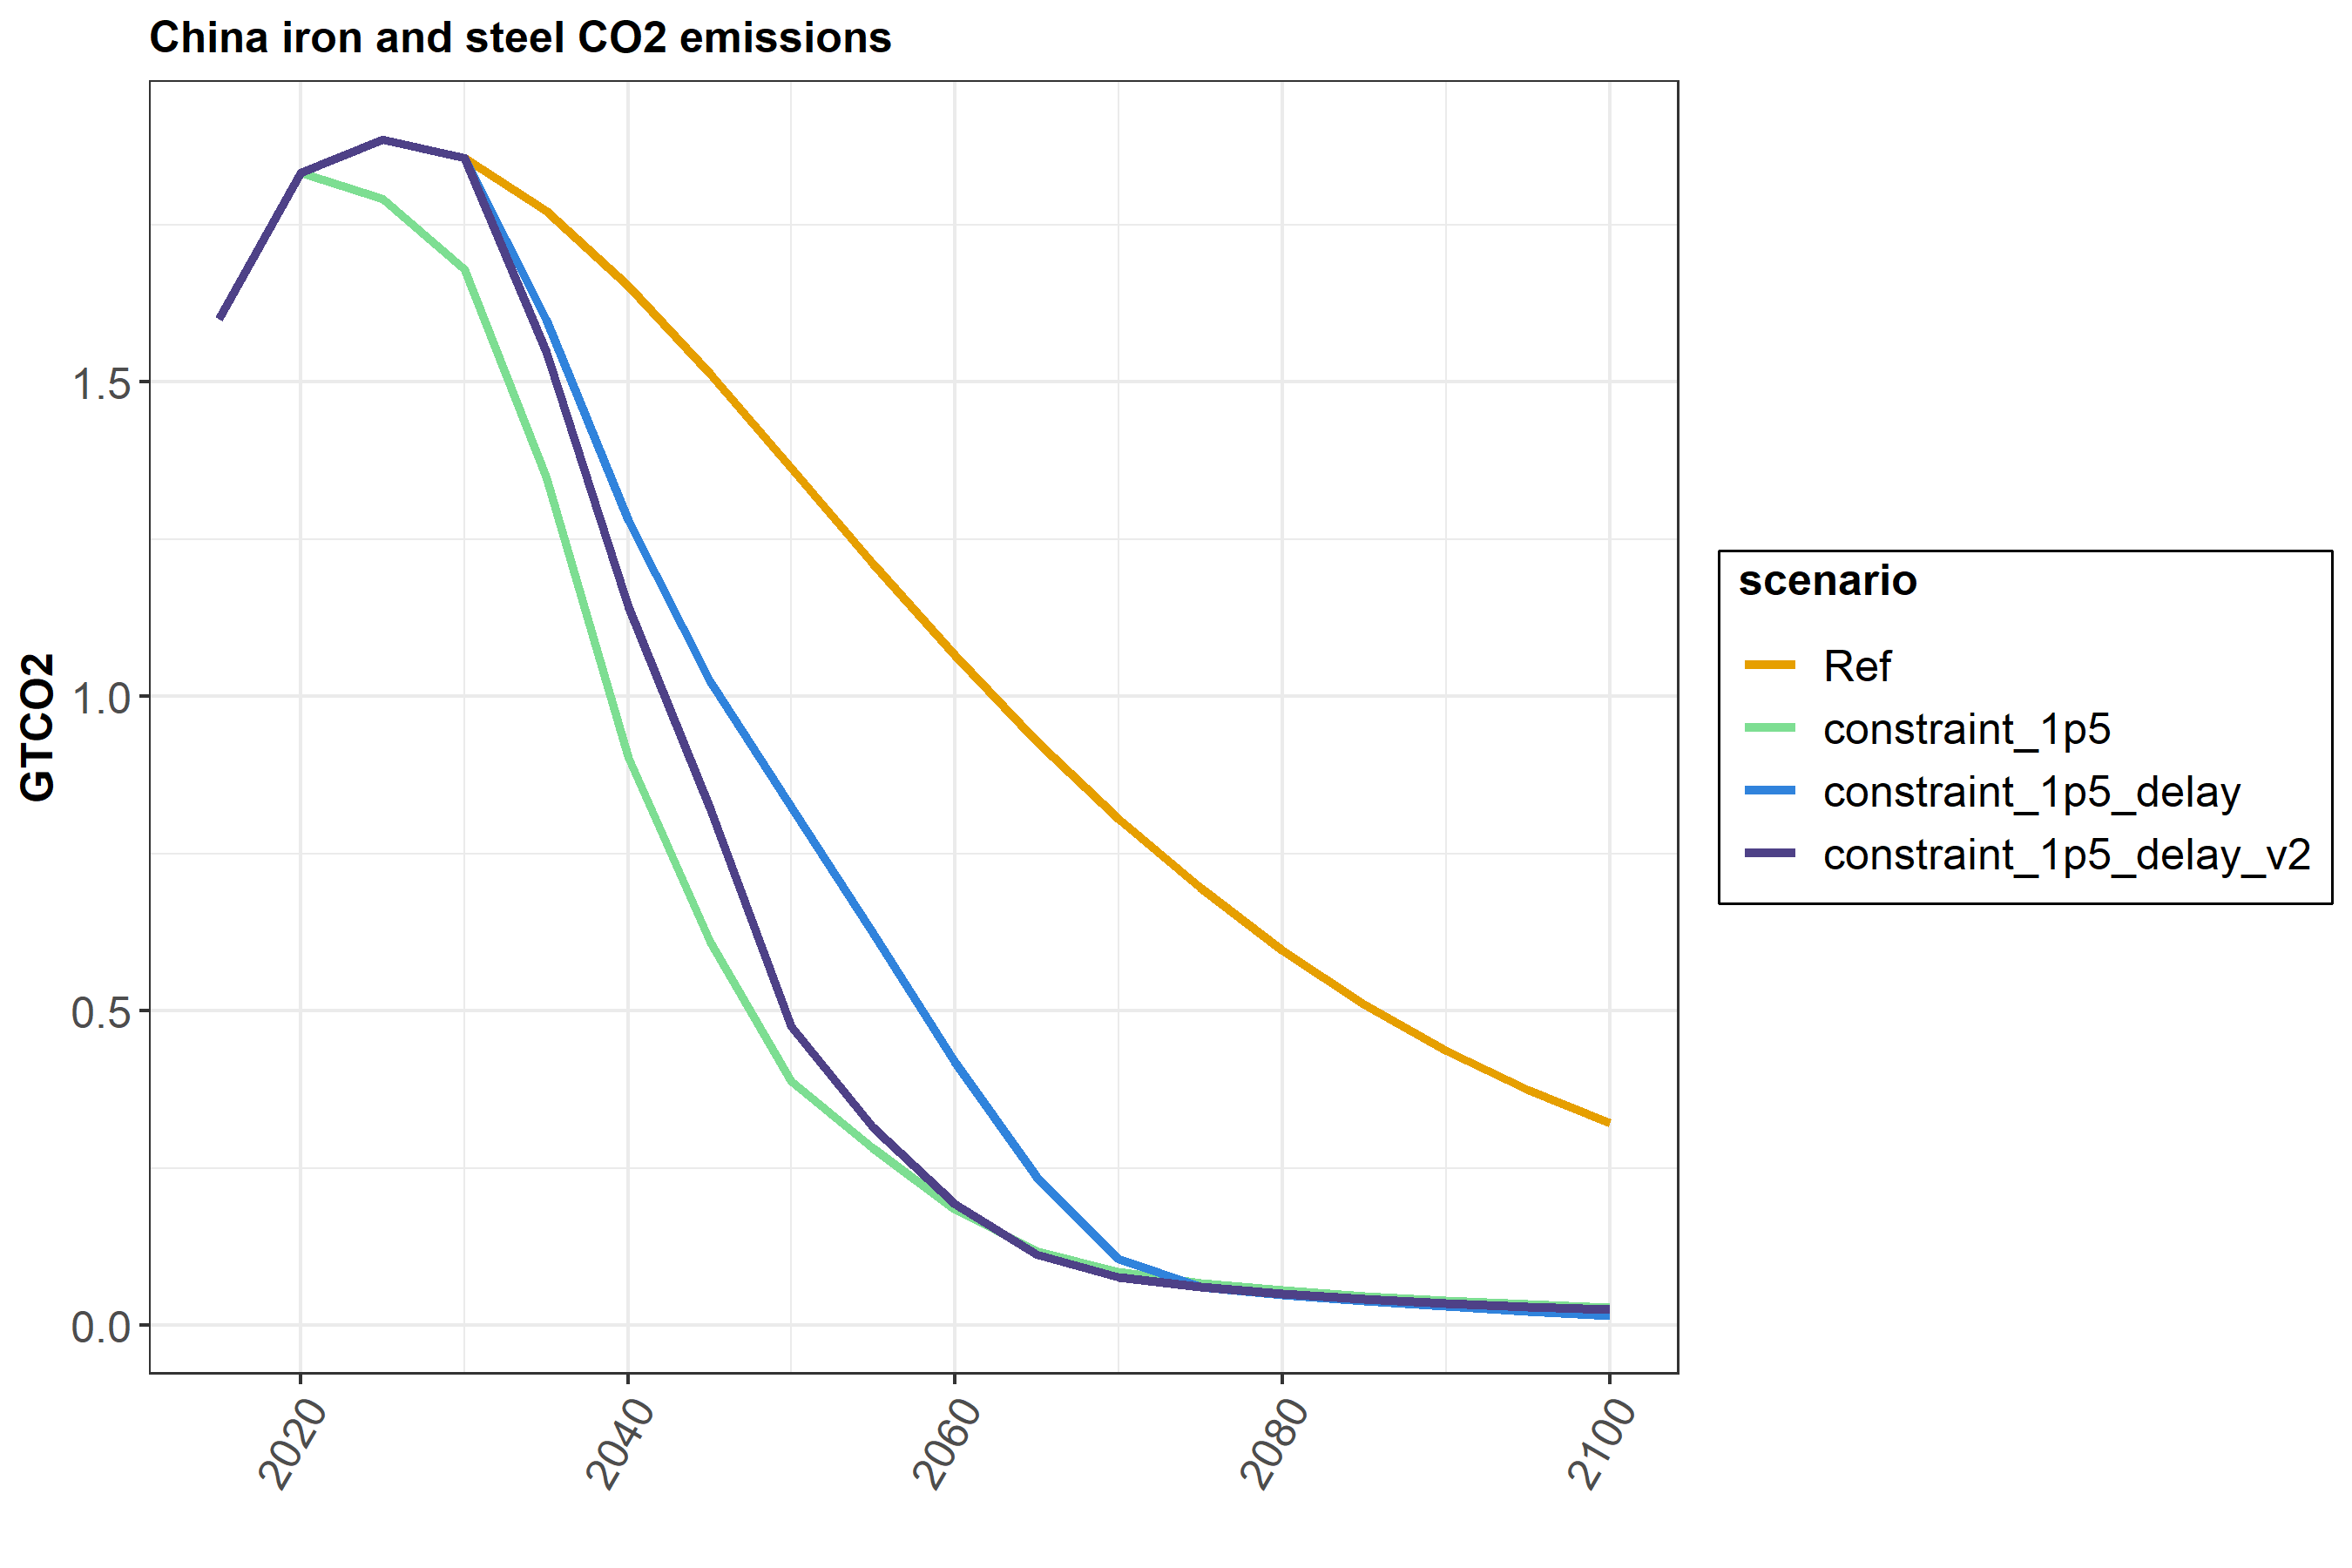 China iron and steel CO2 emissions
GTCO2
1.5
1.0
0.5
0.0
2020
2040
2060
2080
2100
scenario
Ref
constraint_1p5
constraint_1p5_delay
constraint_1p5_delay_v2